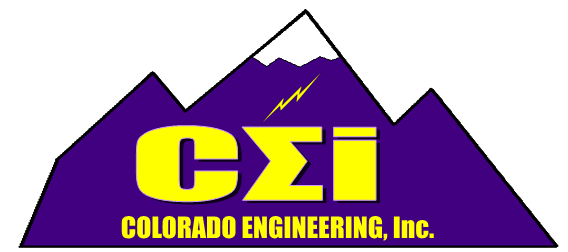 CΣi
COLORADO ENGINEERING, Inc.